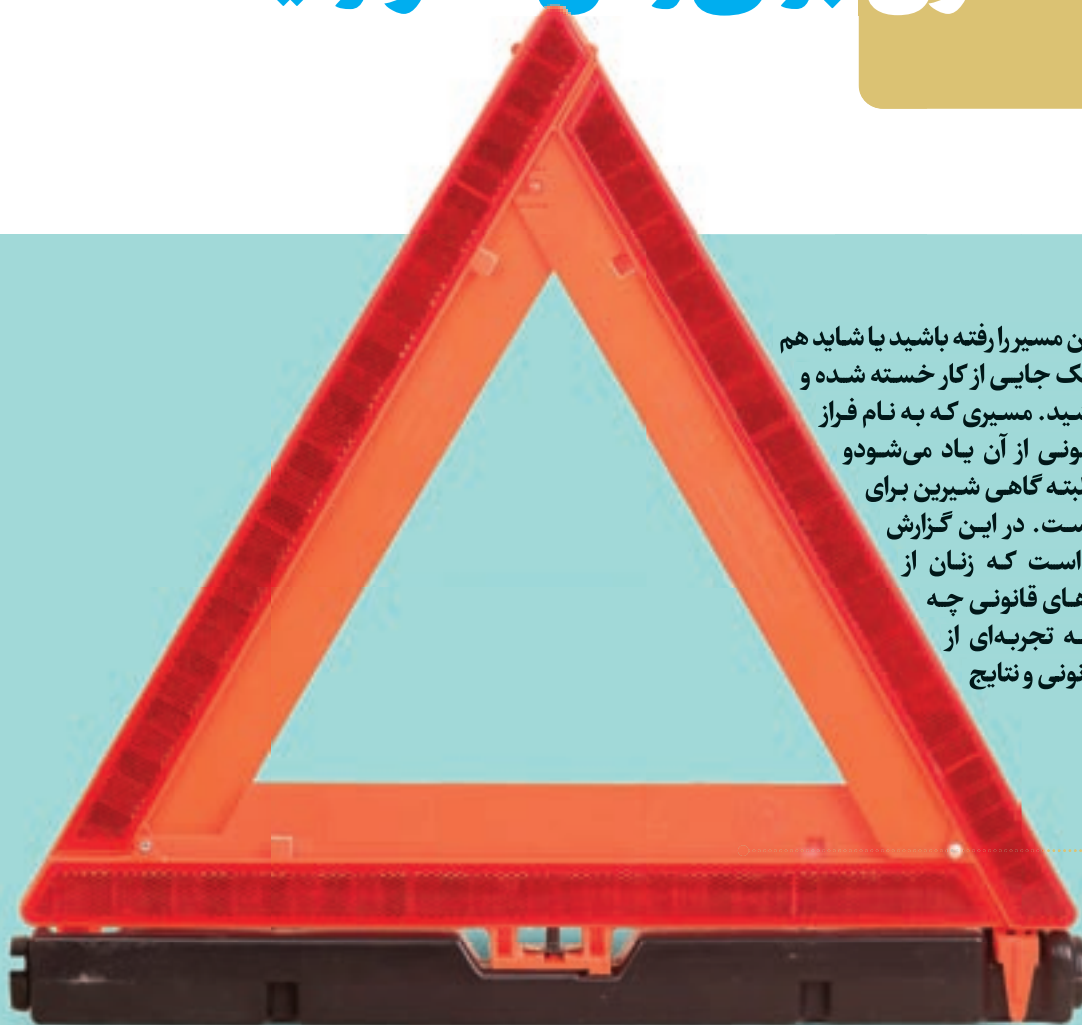 برای
ن مسیر را رفته باشید یا شاید هم
ک جایی از کار خسته شده و
سید. مسیری که به نام فراز
ونی از آن یاد می‌شودو
لبته گاهی شیرین برای
ست. در این گزارش
است که زنان از
های قانونی چه
ـه تجربه‌ای از
نونی و نتایج